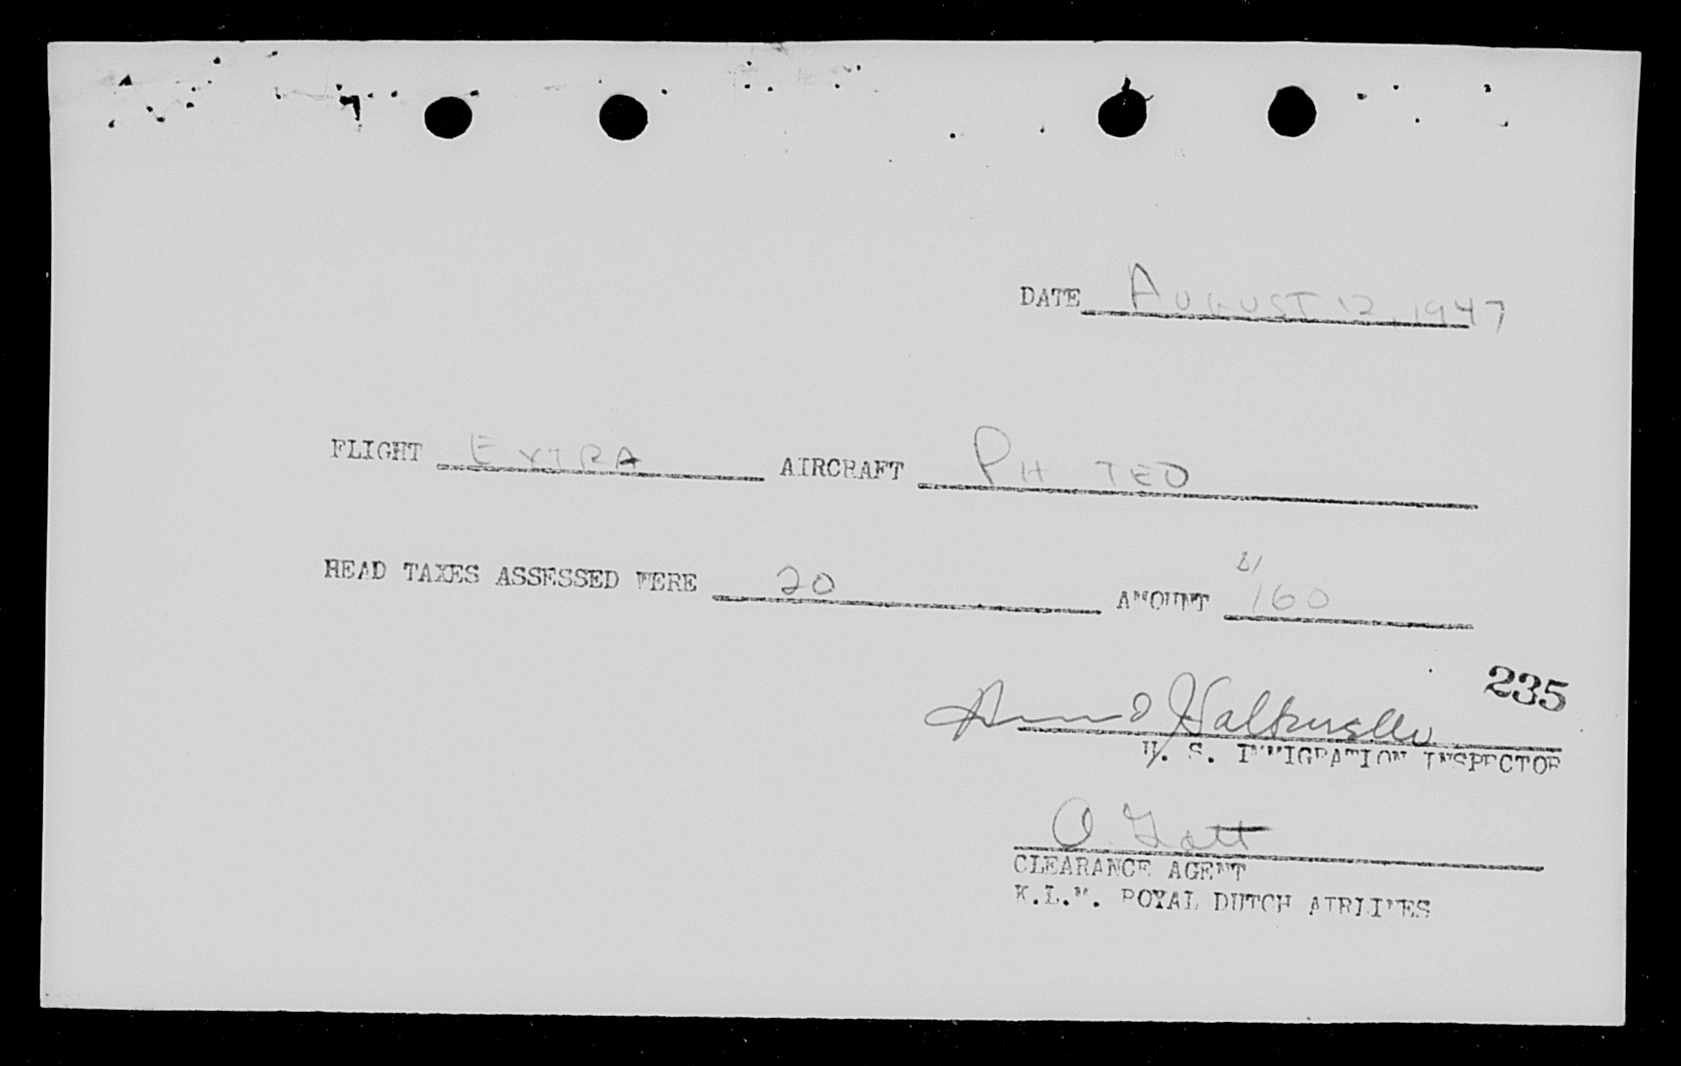 DATE AUGUST 12, 1947
FLIGHT EXTRA AIRCRAFT PH TED
HEAD TAXES ASSESSED WERE 20 AMOUNT 160
235
U. S. IMMIGRATION INSPECTOR
CLEARANCE AGENT
K.L.M. ROYAL DUTCH AIRLINES